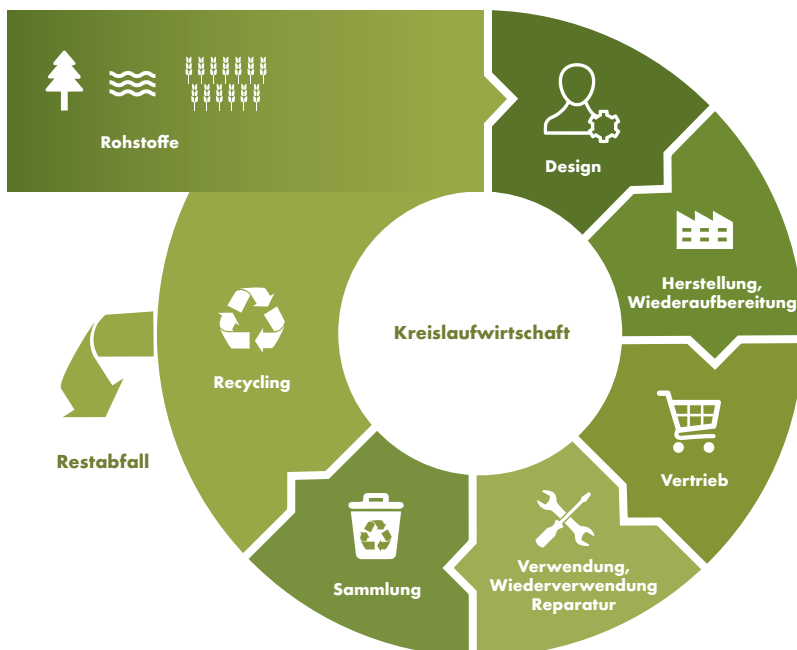 Rohstoffe
Design
Herstellung,
Wiederaufbereitung
Kreislaufwirtschaft
Recycling
Restabfall
Vertrieb
Verwendung,
Wiederverwendung
Reparatur
Sammlung